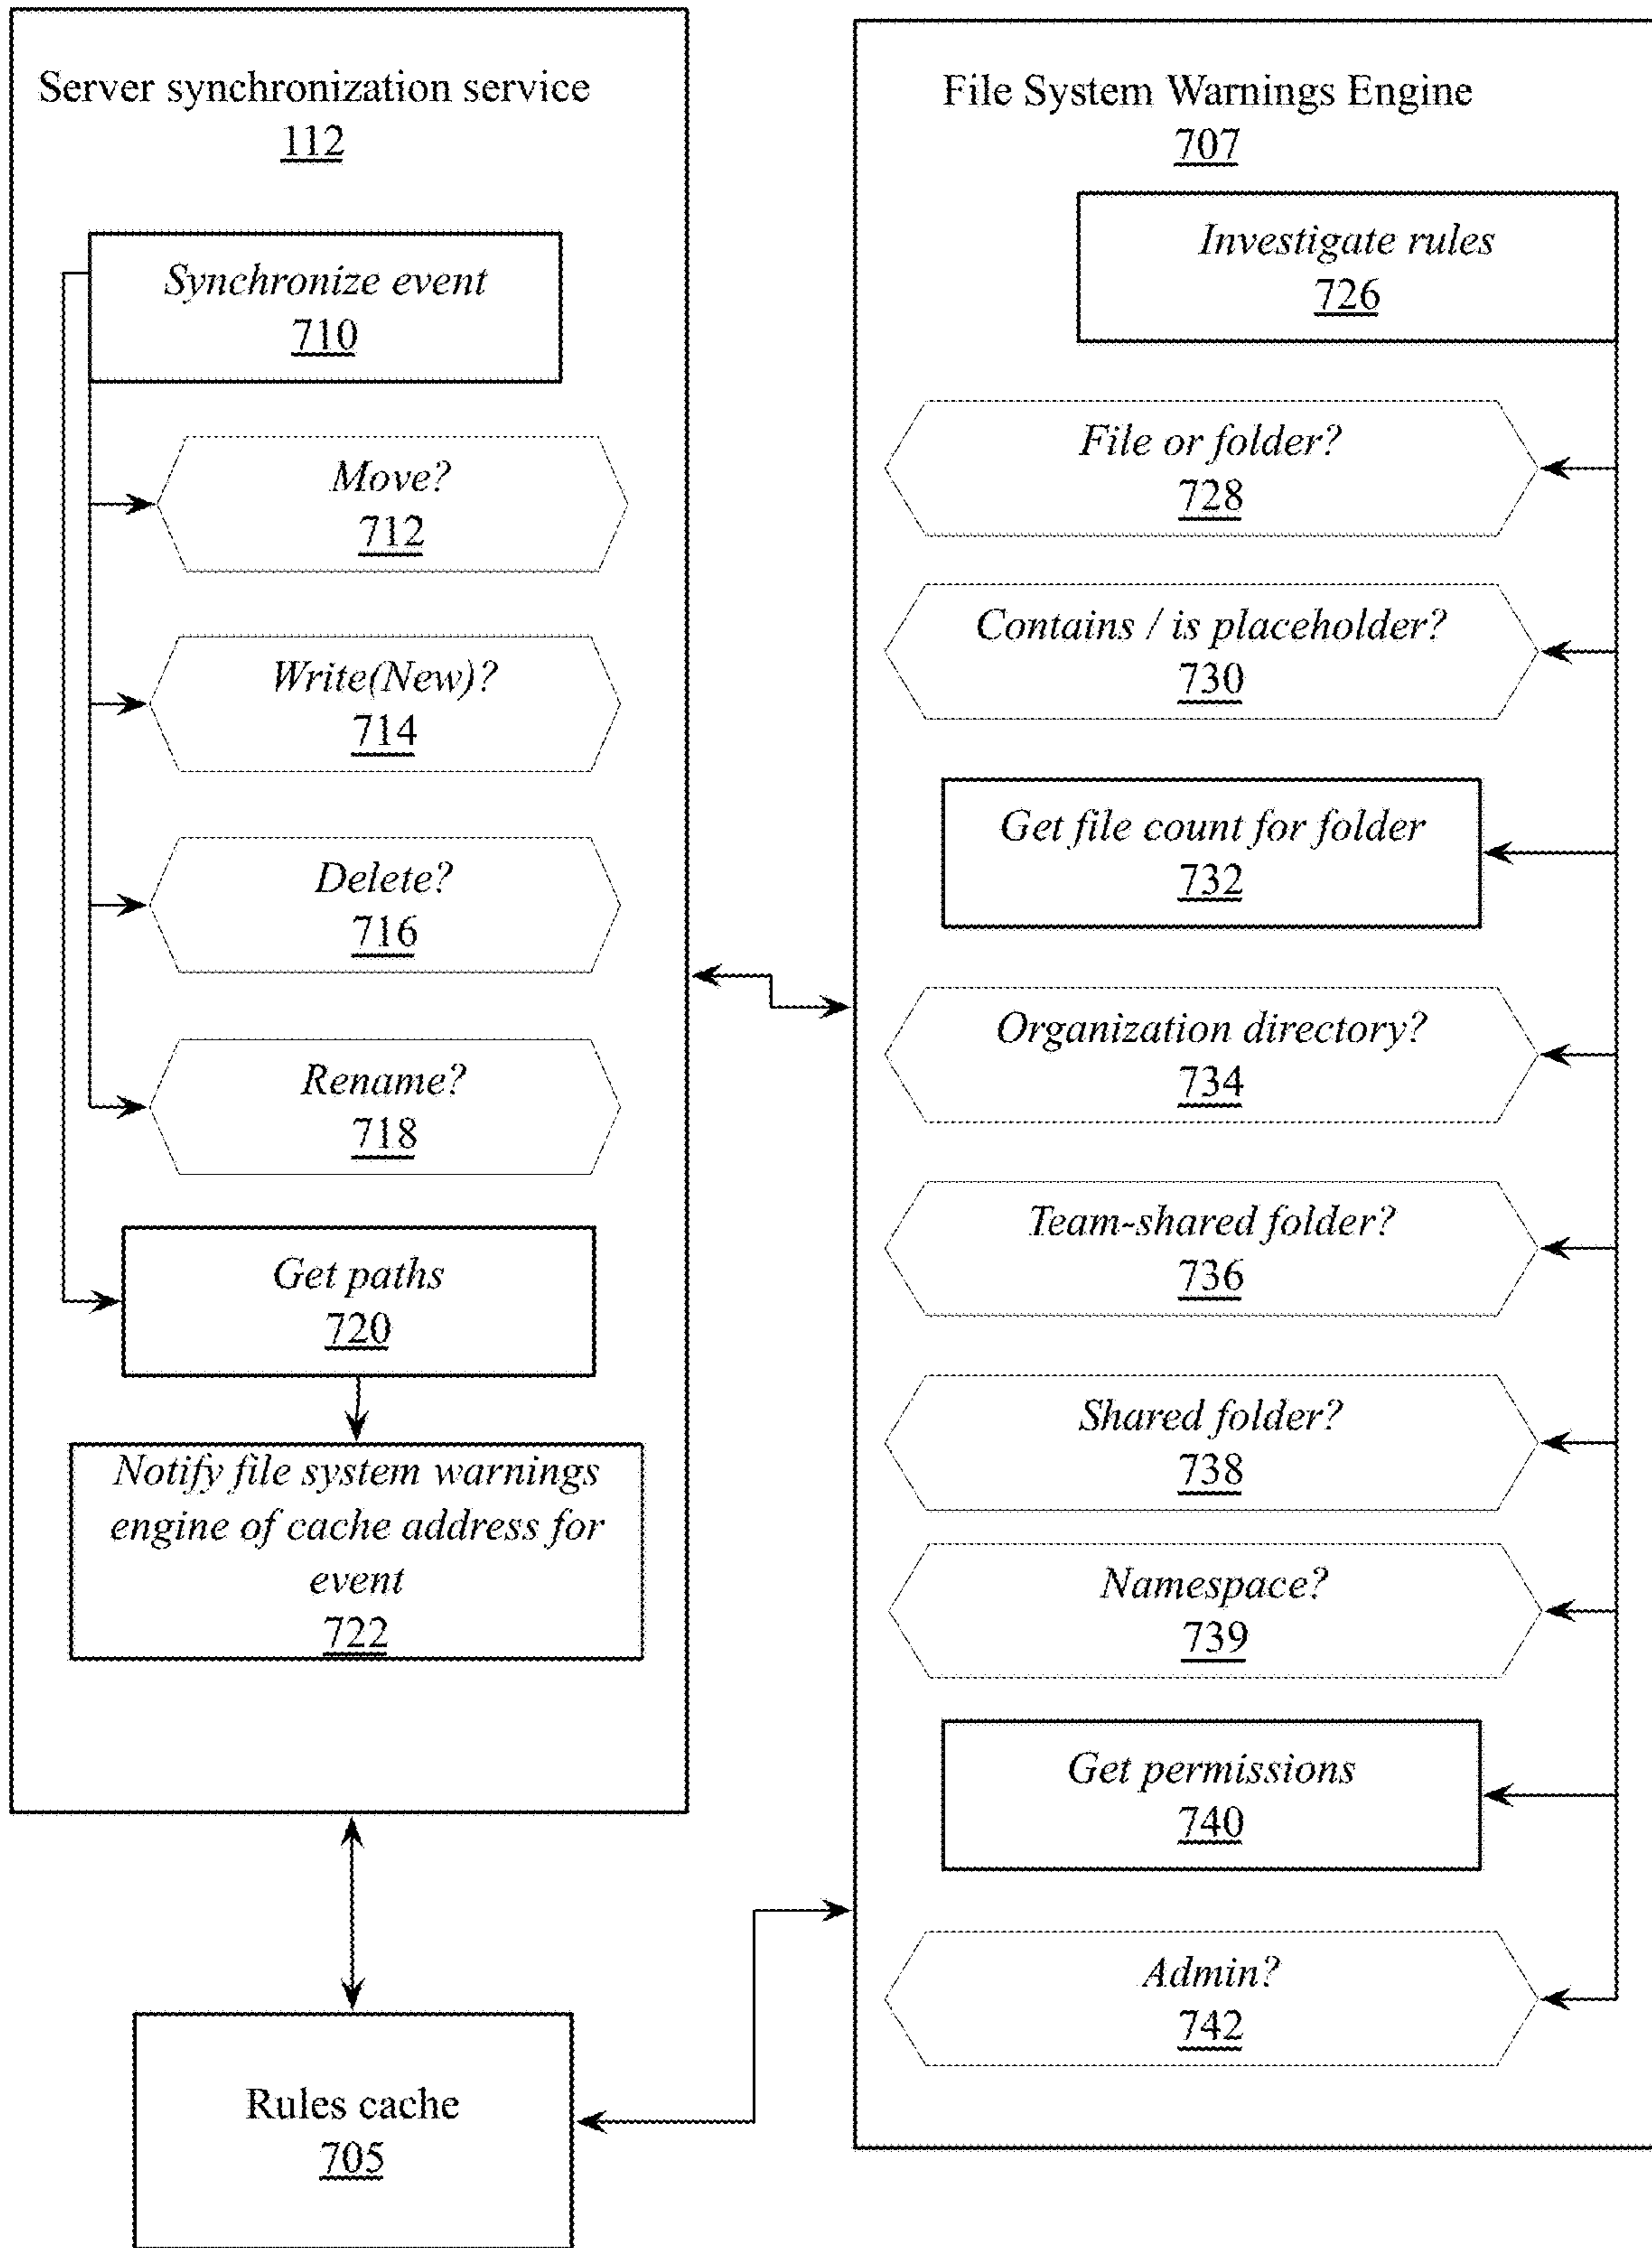 Server synchronization service
112
Synchronize event
710
Move?
712
Write(New)?
714
Delete?
716
Rename?
718
Get paths
720
Notify file system warnings
engine of cache address for
event
722
Rules cache
705
File System Warnings Engine
707
Investigate rules
726
File or folder?
728
Contains / is placeholder?
730
Get file count for folder
732
Organization directory?
734
Team-shared folder?
736
Shared folder?
738
Namespace?
739
Get permissions
740
Admin?
742